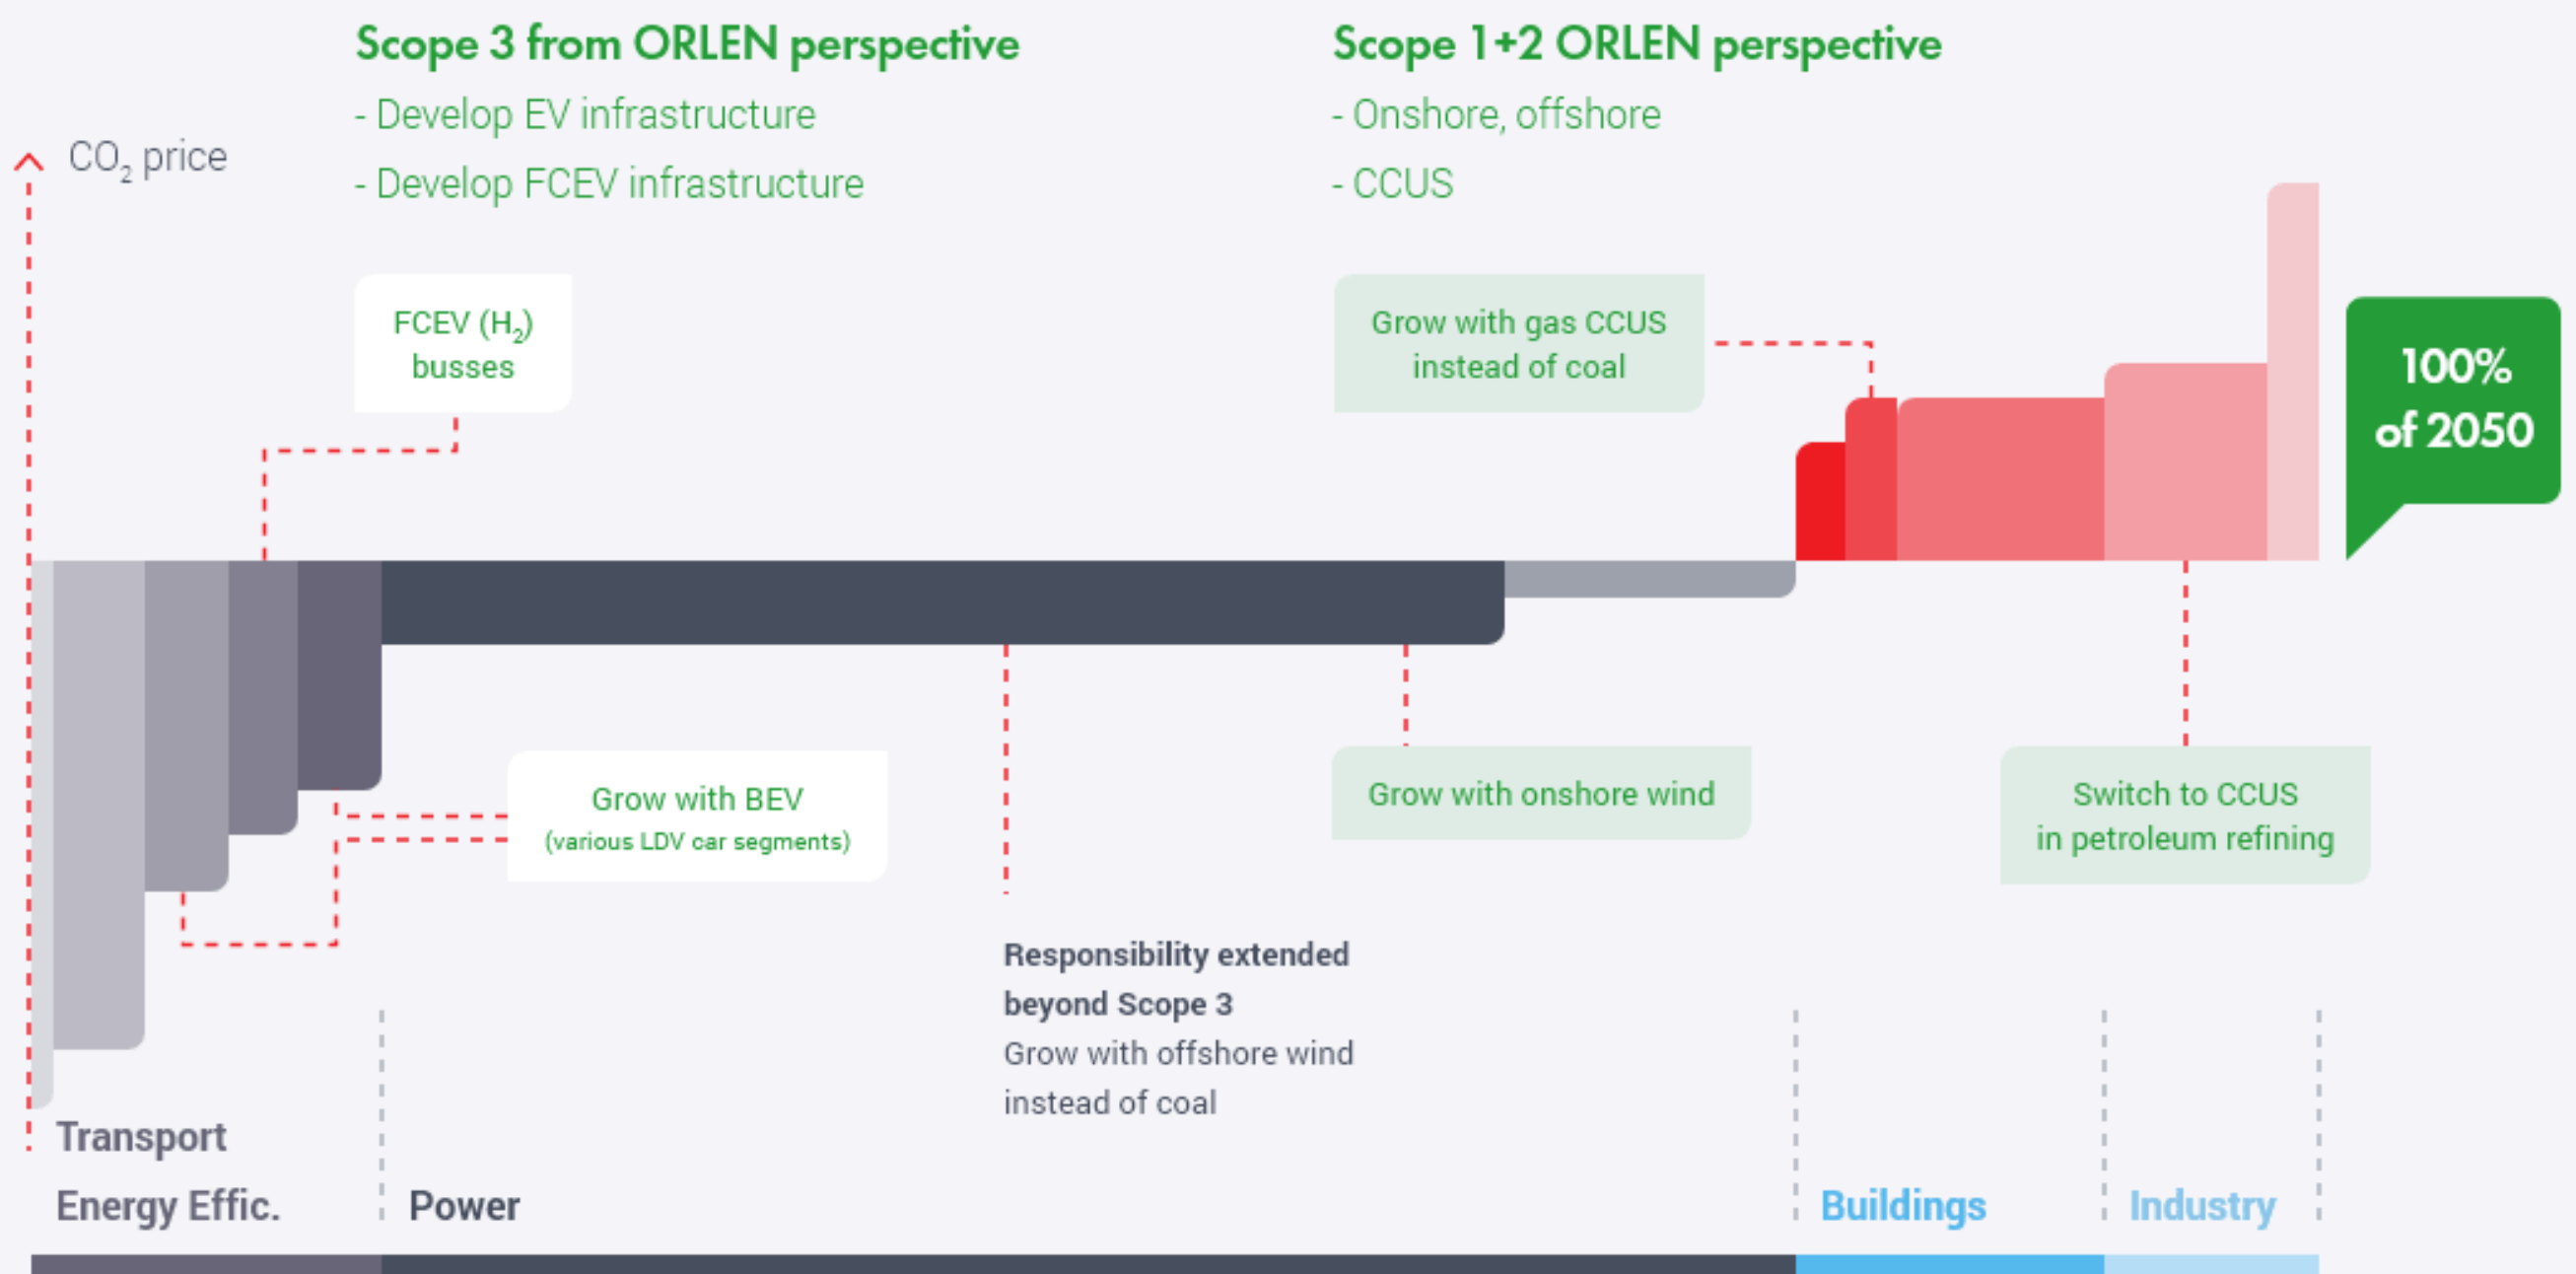 Scope 3 from ORLEN perspective
- Develop EV infrastructure
- Develop FCEV infrastructure
Scope 1+2 ORLEN perspective
- Onshore, offshore
- CCUS
CO₂ price
FCEV (H₂)
busses
Grow with gas CCUS
instead of coal
100%
of 2050
Grow with BEV
(various LDV car segments)
Grow with onshore wind
Switch to CCUS
in petroleum refining
Responsibility extended
beyond Scope 3
Grow with offshore wind
instead of coal
Transport
Energy Effic.
Power
Buildings
Industry